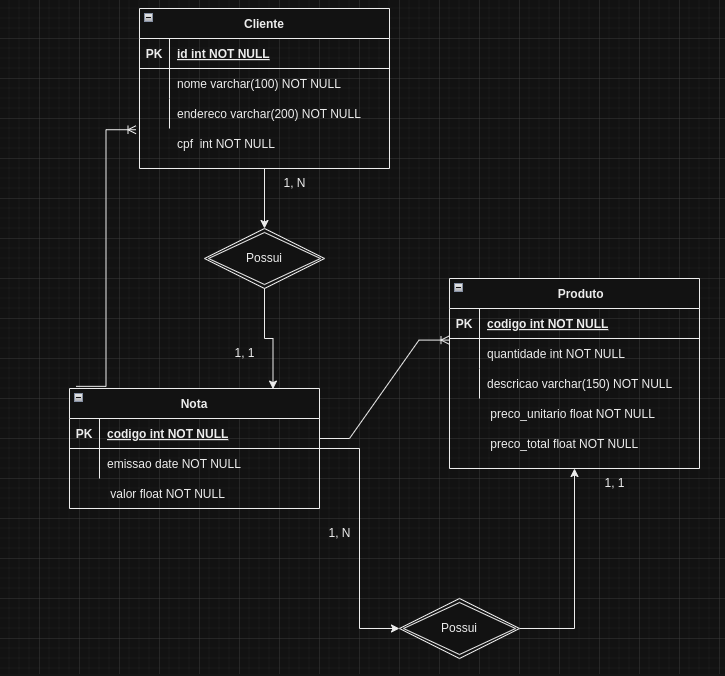 Cliente
PK id int NOT NULL
nome varchar(100) NOT NULL
endereco varchar(200) NOT NULL
cpf int NOT NULL
1, N
Possui
1, 1
Nota
PK codigo int NOT NULL
emissao date NOT NULL
valor float NOT NULL
Produto
PK codigo int NOT NULL
quantidade int NOT NULL
descricao varchar(150) NOT NULL
preco_unitario float NOT NULL
preco_total float NOT NULL
1, 1
1, N
Possui